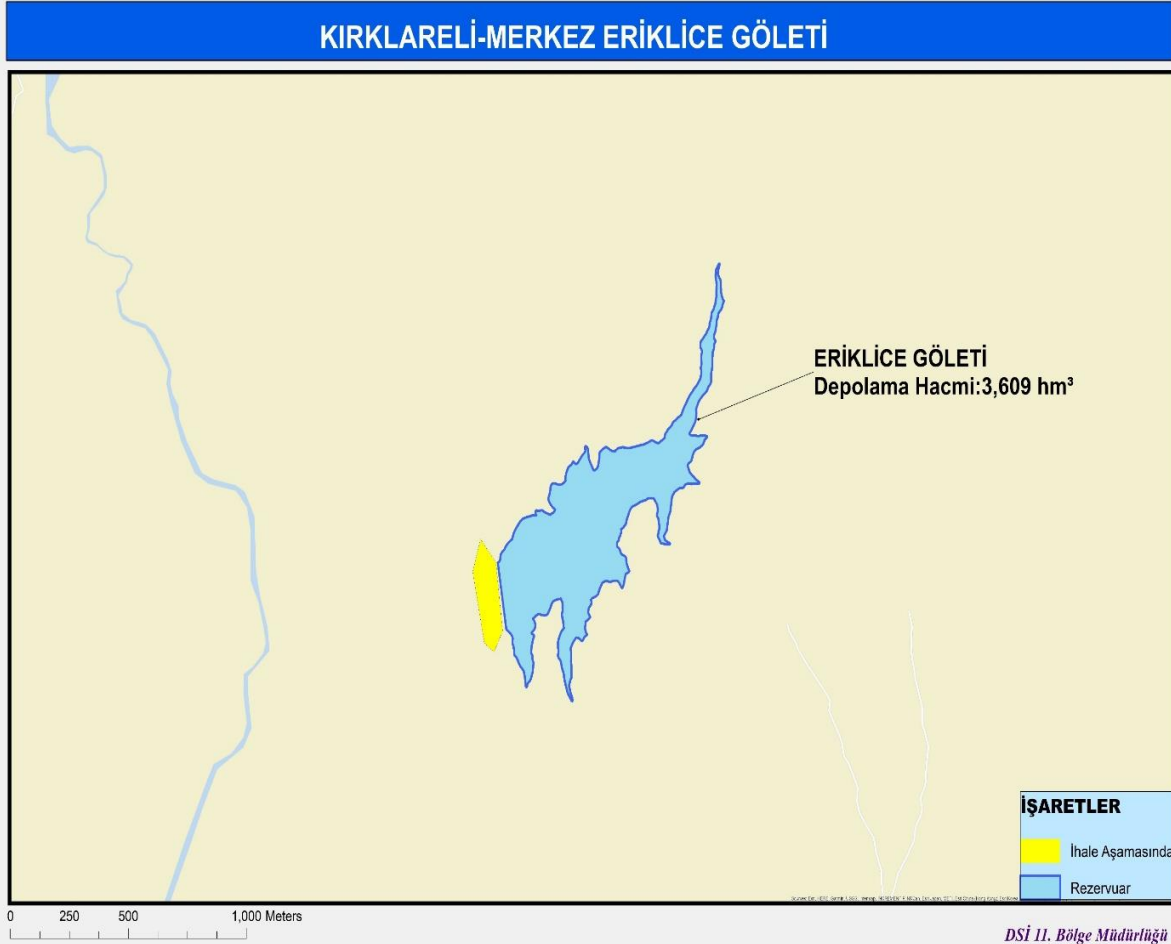 KIRKLARELİ-MERKEZ ERİKLİCE GÖLETİ
ERİKLİCE GÖLETİ
Depolama Hacmi:3,609 hm³
İŞARETLER
İhale Aşamasında
Rezervuar
0 250 500 1,000 Meters
DSİ 11. Bölge Müdürlüğü